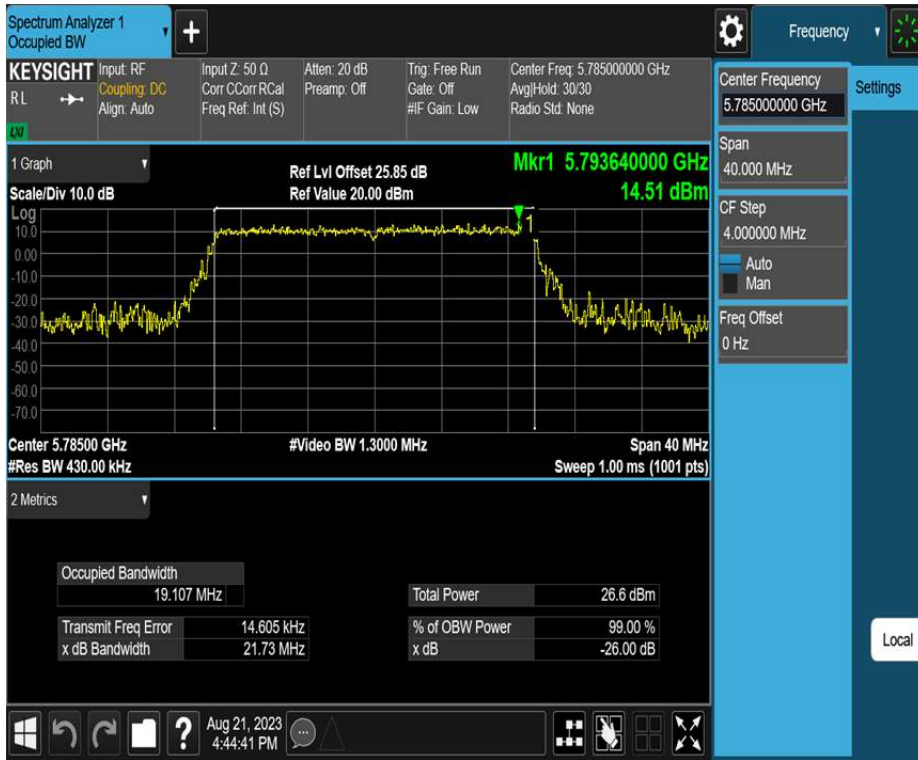 Spectrum Analyzer 1
Occupied BW
+
Frequency
KEYSIGHT
R L
LXI
Input: RF
Coupling: DC
Align: Auto
Input Z: 50 Ω
Corr CCorr RCal
Freq Ref: Int (S)
Atten: 20 dB
Preamp: Off
Trig: Free Run
Gate: Off
#IF Gain: Low
Center Freq: 5.785000000 GHz
Avg|Hold: 30/30
Radio Std: None
Center Frequency
5.785000000 GHz
Settings
Span
40.000 MHz
CF Step
4.000000 MHz
Auto
Man
Freq Offset
0 Hz
Local
1 Graph
Scale/Div 10.0 dB
Ref Lvl Offset 25.85 dB
Ref Value 20.00 dBm
Mkr1 5.793640000 GHz
14.51 dBm
Log
10.0
0.00
-10.0
-20.0
-30.0
-40.0
-50.0
-60.0
-70.0
1
Center 5.78500 GHz
#Video BW 1.3000 MHz
Span 40 MHz
#Res BW 430.00 kHz
Sweep 1.00 ms (1001 pts)
2 Metrics
Occupied Bandwidth
19.107 MHz
Total Power 26.6 dBm
Transmit Freq Error 14.605 kHz
% of OBW Power 99.00 %
x dB Bandwidth 21.73 MHz
x dB -26.00 dB
?
Aug 21, 2023
4:44:41 PM